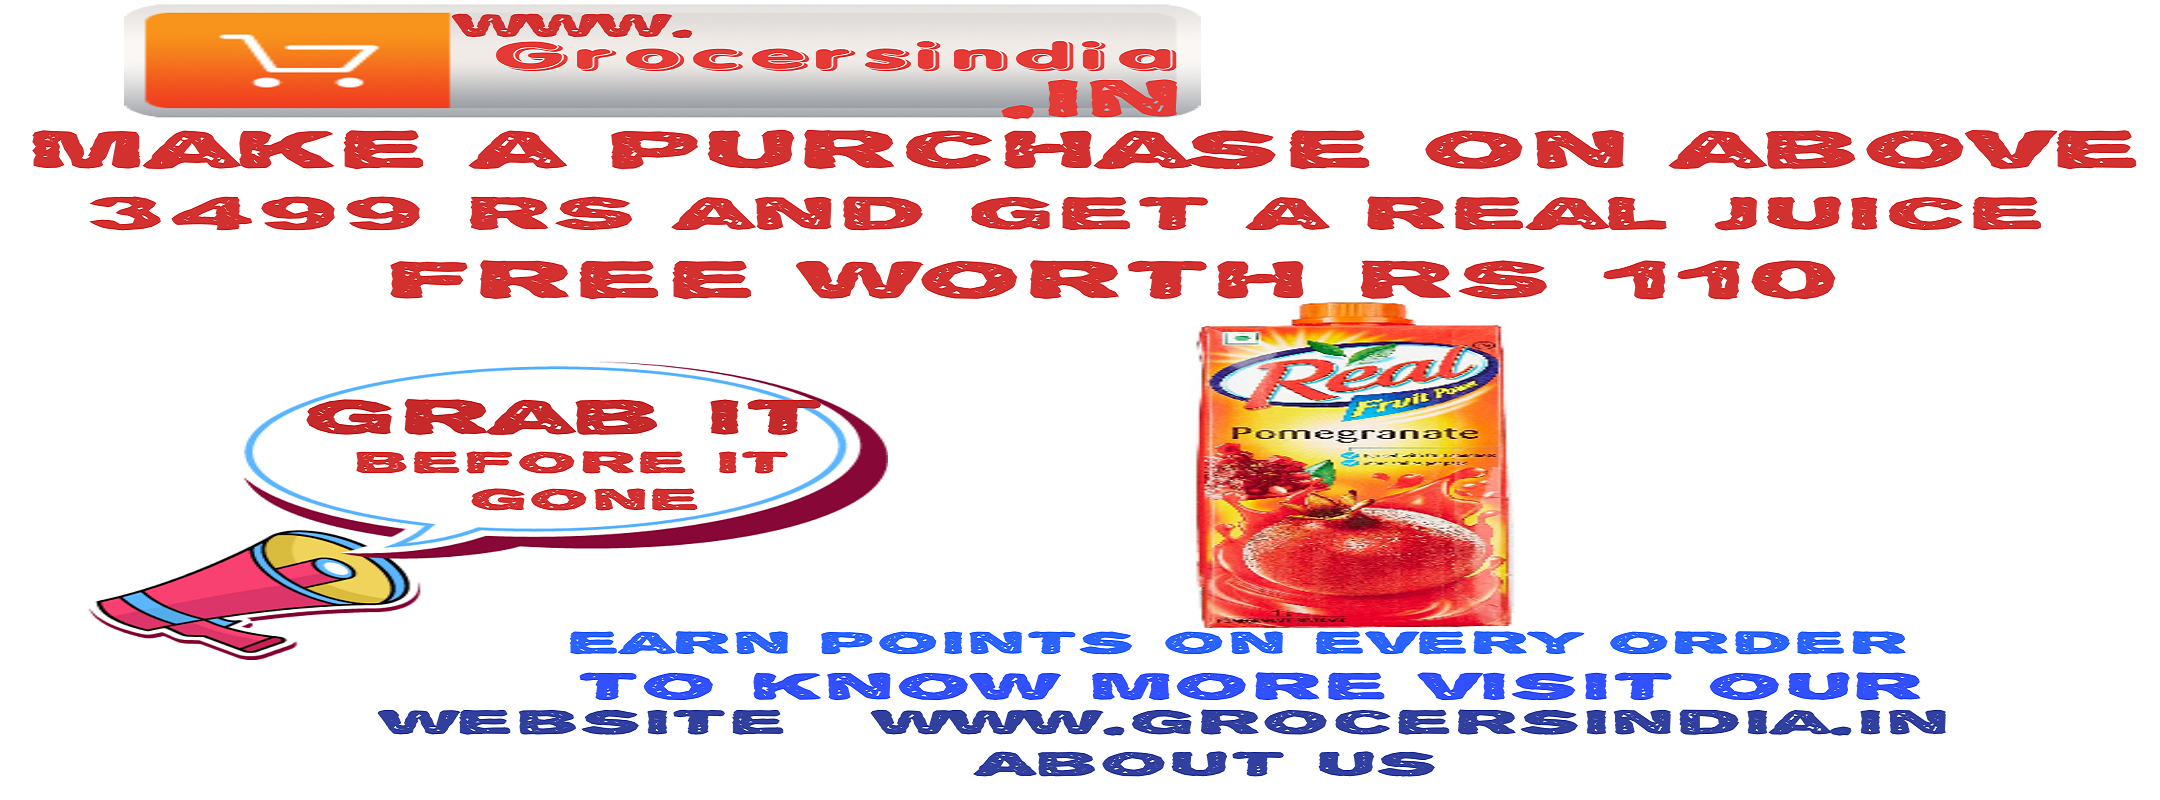 www.
Grocersindia
.IN
MAKE A PURCHASE ON ABOVE
3499 RS AND GET A REAL JUICE
FREE WORTH RS 110
GRAB IT
BEFORE IT
GONE
Real
Fruit Power
Pomegranate
EARN POINTS ON EVERY ORDER
TO KNOW MORE VISIT OUR
WEBSITE WWW.GROCERSINDIA.IN
ABOUT US